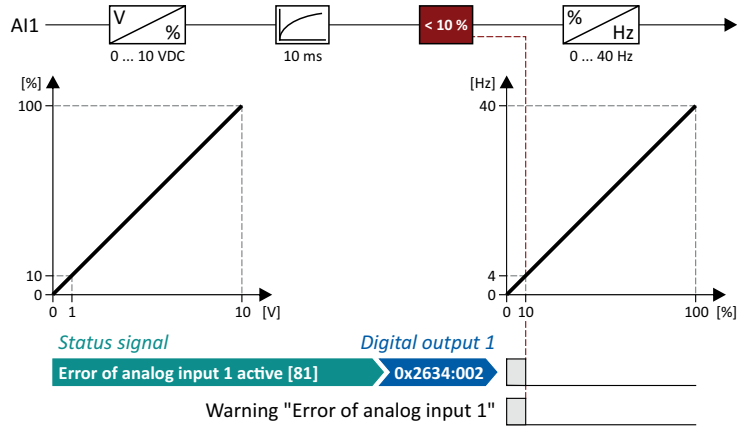 AI1
V
%
0 ... 10 VDC
10 ms
< 10 %
%
Hz
0 ... 40 Hz
[%]
100
10
0
0 1 10 [V]
[Hz]
40
4
0
0 10 100 [%]
Status signal
Digital output 1
Error of analog input 1 active [81]
0x2634:002
Warning "Error of analog input 1"